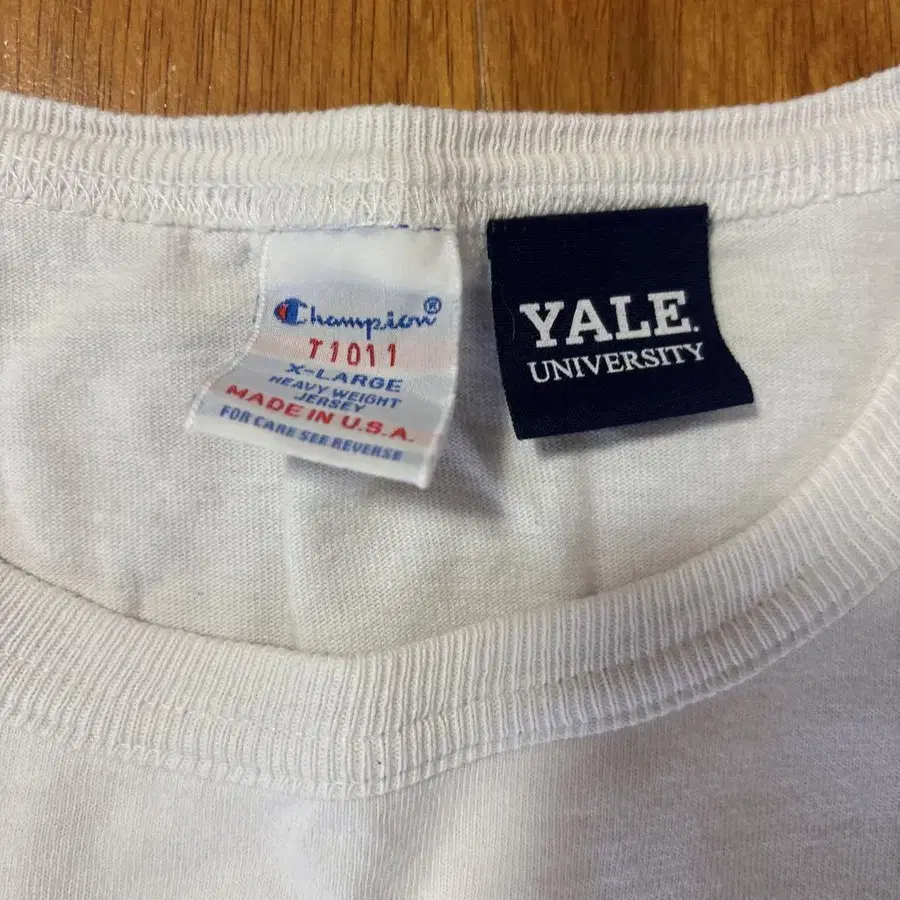 Champion®
T1011
X-LARGE
HEAVY WEIGHT
JERSEY
MADE IN U.S.A.
FOR CARE SEE REVERSE
YALE.
UNIVERSITY